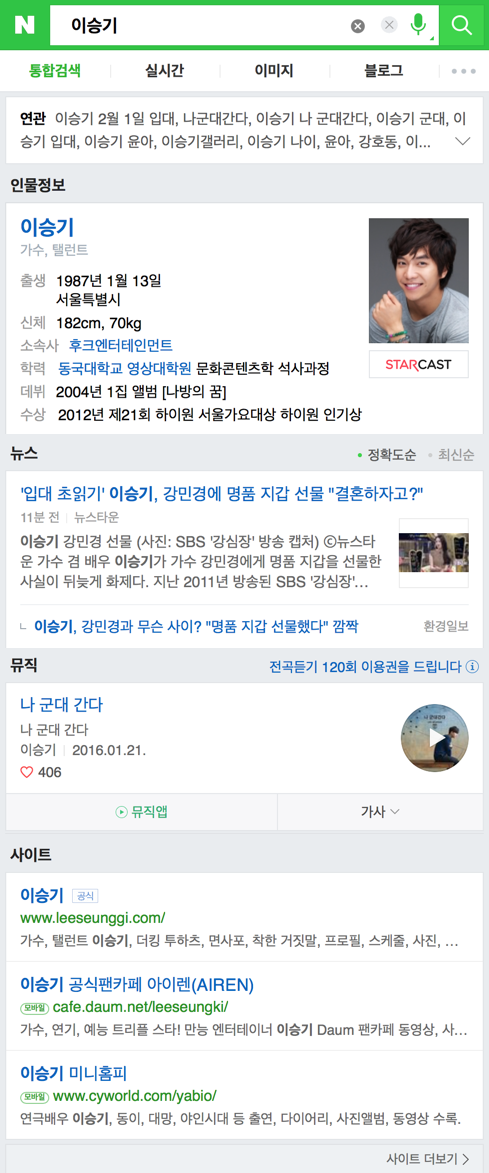 N 이승기
통합검색 실시간 이미지 블로그
연관 이승기 2월 1일 입대, 나군대간다, 이승기 나 군대간다, 이승기 군대, 이
승기 입대, 이승기 윤아, 이승기갤러리, 이승기 나이, 윤아, 강호동, 이...
인물정보
이승기
가수, 탤런트
출생 1987년 1월 13일
서울특별시
신체 182cm, 70kg
소속사 후크엔터테인먼트
학력 동국대학교 영상대학원 문화콘텐츠학 석사과정
데뷔 2004년 1집 앨범 [나방의 꿈]
수상 2012년 제21회 하이원 서울가요대상 하이원 인기상
STARCAST
뉴스 정확도순 최신순
'입대 초읽기' 이승기, 강민경에 명품 지갑 선물 "결혼하자고?"
11분 전 뉴스타운
이승기 강민경 선물 (사진: SBS '강심장' 방송 캡처) ⓒ뉴스타
운 가수 겸 배우 이승기가 가수 강민경에게 명품 지갑을 선물한
사실이 뒤늦게 화제다. 지난 2011년 방송된 SBS '강심장'...
이승기, 강민경과 무슨 사이? "명품 지갑 선물했다" 깜짝 환경일보
뮤직 전곡듣기 120회 이용권을 드립니다
나 군대 간다
나 군대 간다
이승기 2016.01.21.
406
나 군대간다
뮤직앱 가사
사이트
이승기 공식
www.leeseunggi.com/
가수, 탤런트 이승기, 더킹 투하츠, 면사포, 착한 거짓말, 프로필, 스케줄, 사진, ...
이승기 공식팬카페 아이렌(AIREN)
모바일 cafe.daum.net/leeseungki/
가수, 연기, 예능 트리플 스타! 만능 엔터테이너 이승기 Daum 팬카페 동영상, 사...
이승기 미니홈피
모바일 www.cyworld.com/yabio/
연극배우 이승기, 동이, 대망, 야인시대 등 출연, 다이어리, 사진앨범, 동영상 수록.
사이트 더보기